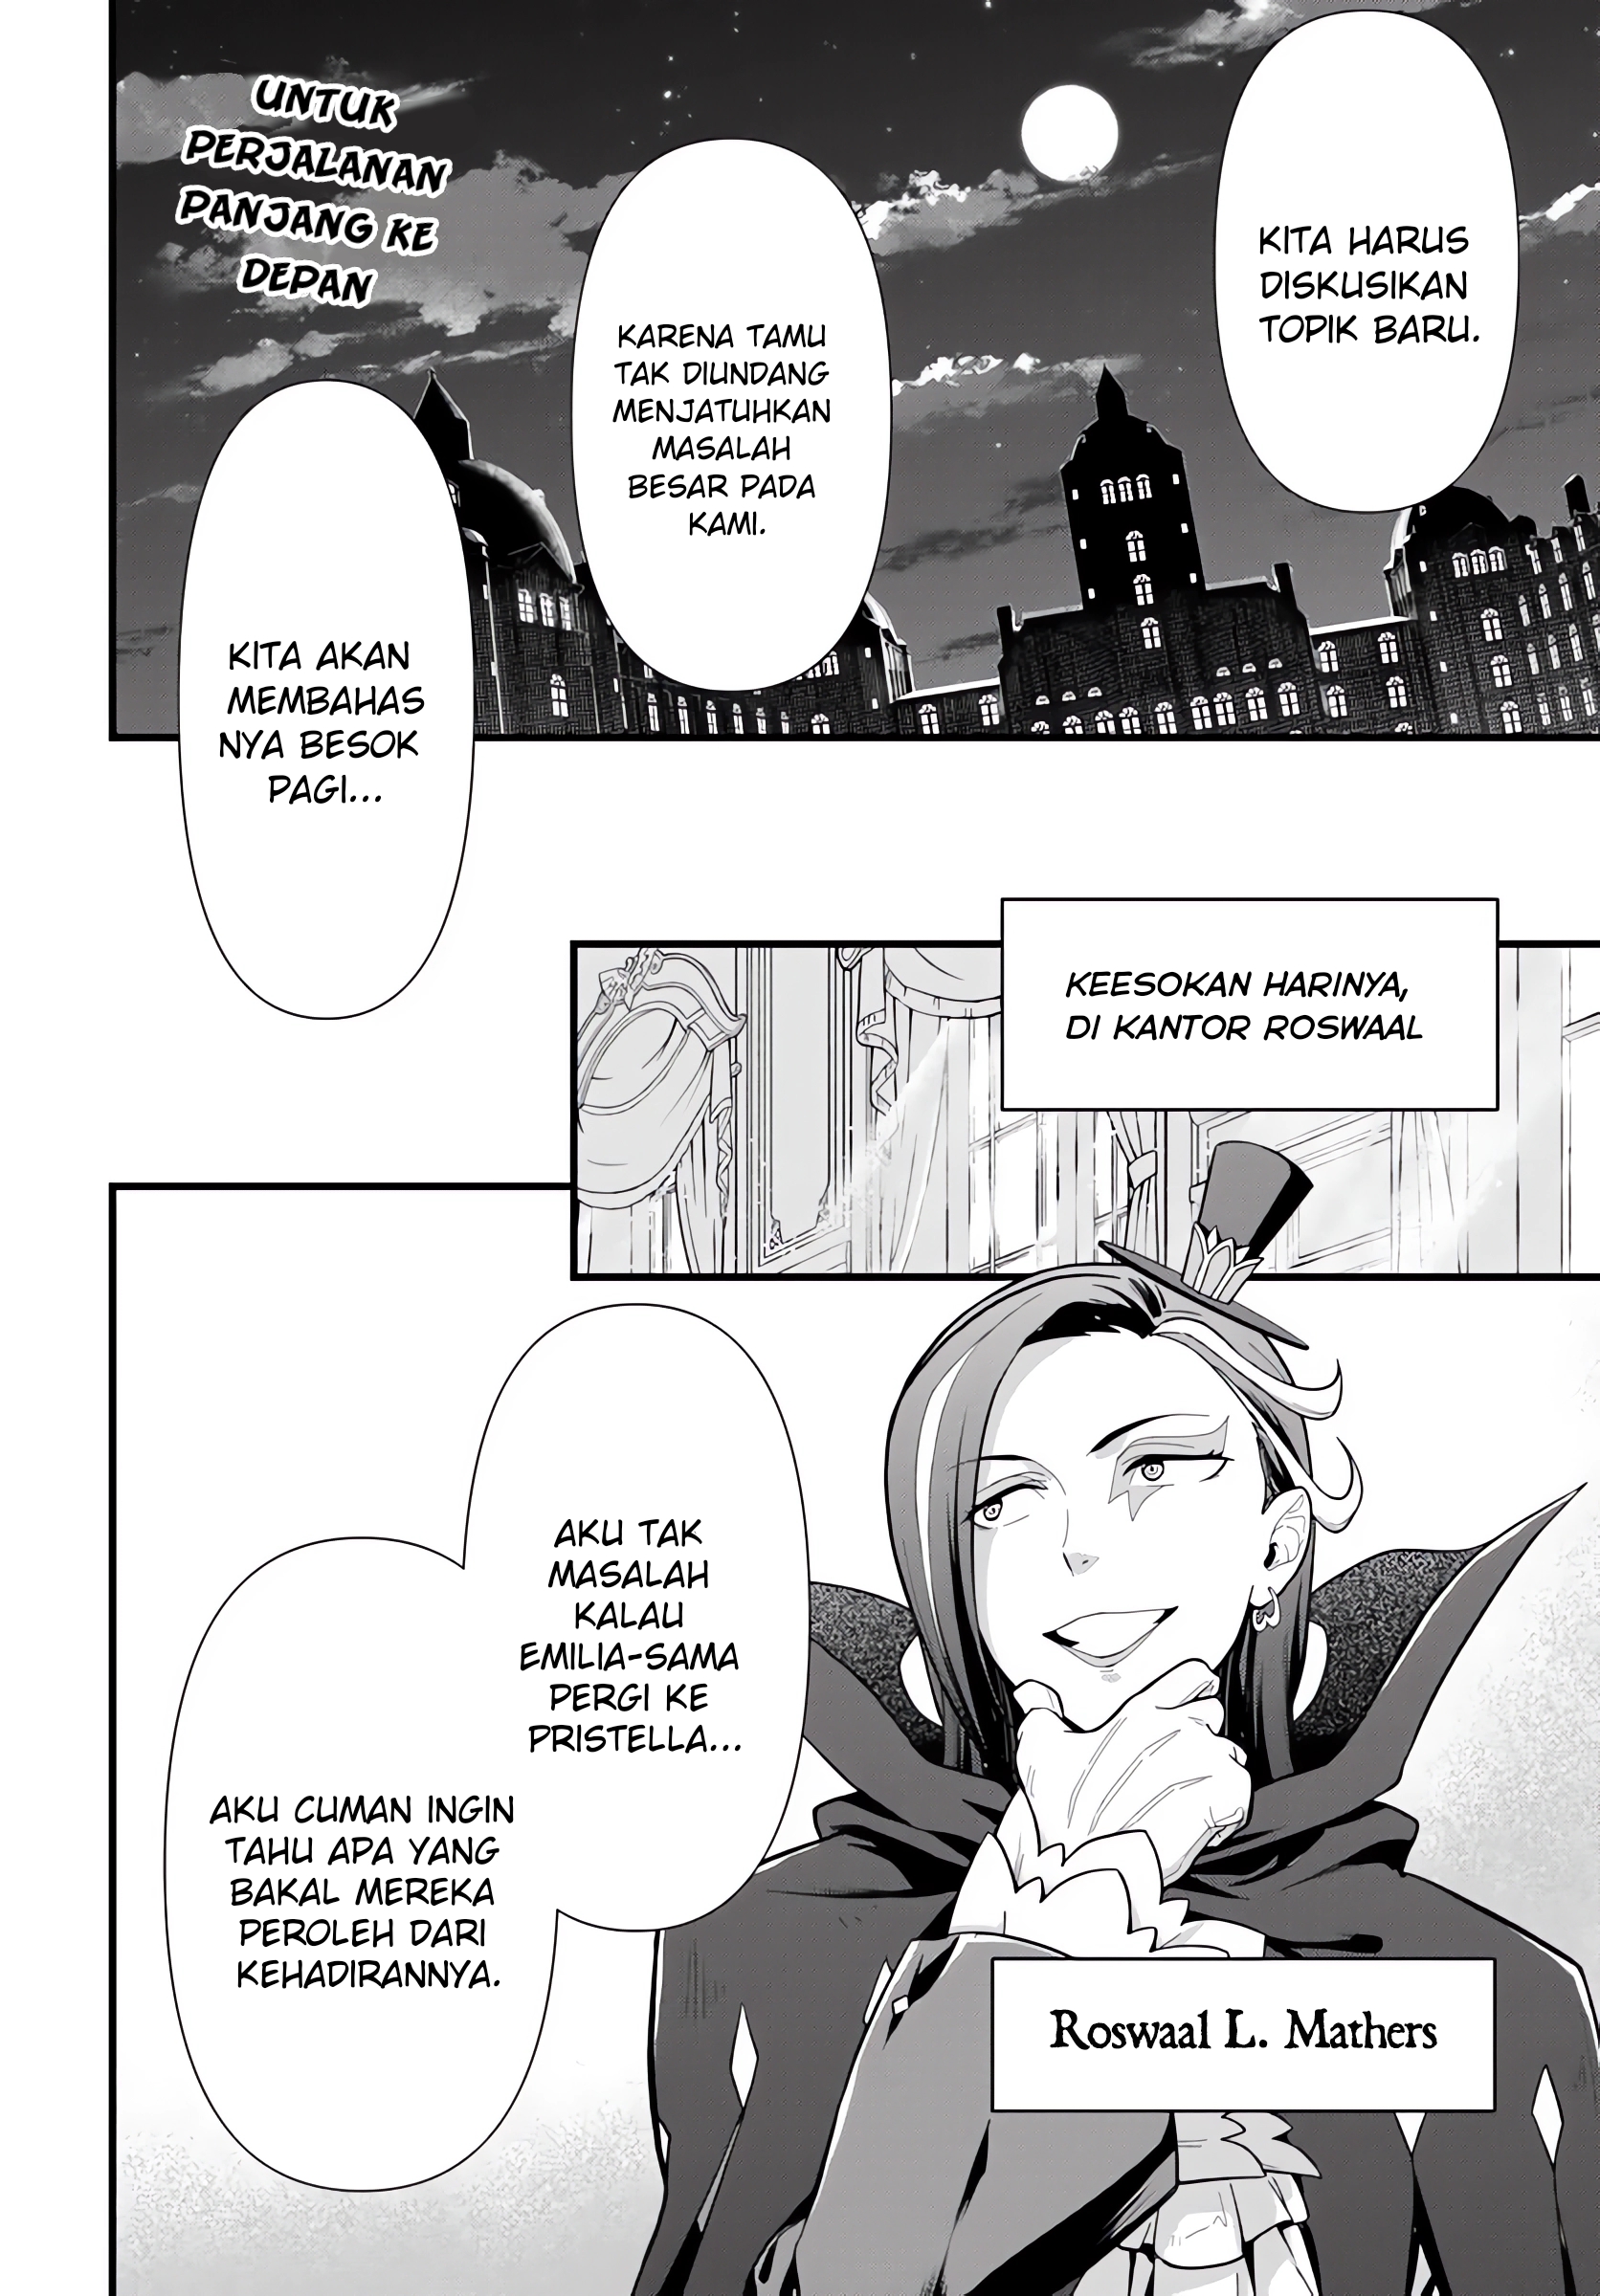 KITA HARUS
DISKUSIKAN
TOPIK BARU.
KARENA TAMU
TAK DIUNDANG
MENJATUHKAN
MASALAH
BESAR PADA
KAMI.
UNTUK
PERJALANAN
PANJANG KE
DEPAN
KITA AKAN
MEMBAHAS
NYA BESOK
PAGI...
KEESOKAN HARINYA,
DI KANTOR ROSWAAL
AKU TAK
MASALAH
KALAU
EMILIA-SAMA
PERGI KE
PRISTELLA...
AKU CUMAN INGIN
TAHU APA YANG
BAKAL MEREKA
PEROLEH DARI
KEHADIRANNYA.
Roswaal L. Mathers